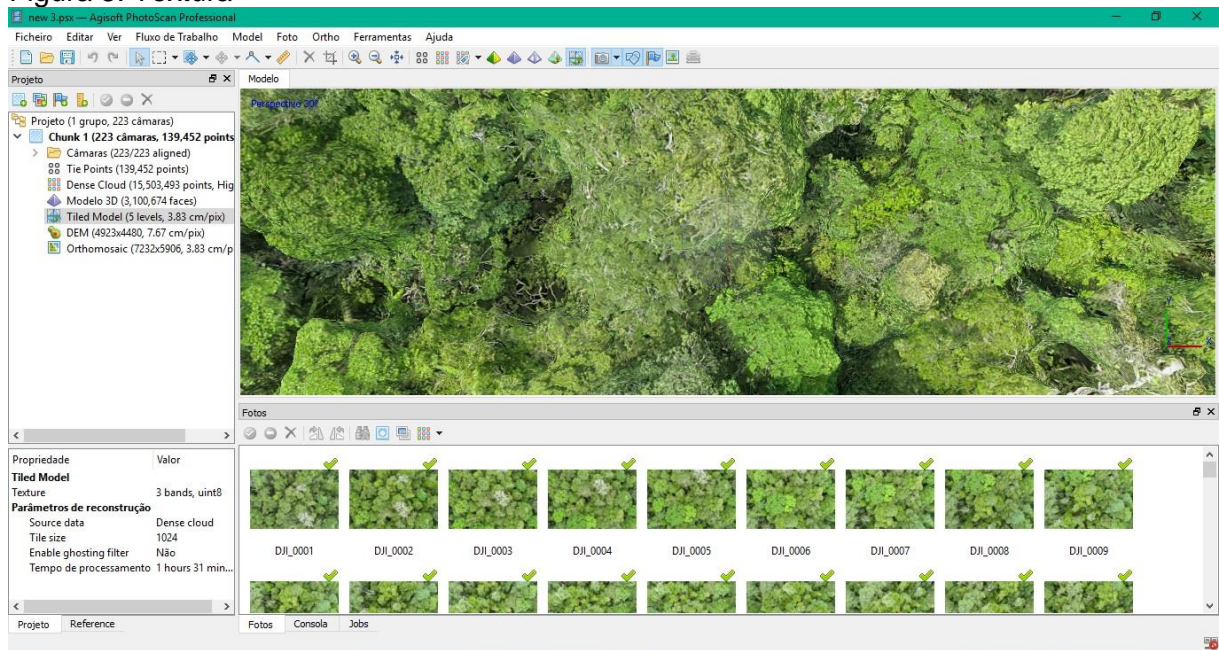 new 3.psx — Agisoft PhotoScan Professional
Ficheiro Editar Ver Fluxo de Trabalho Model Foto Ortho Ferramentas Ajuda
Projeto
Modelo
Perspective 30°
Projeto (1 grupo, 223 câmaras)
Chunk 1 (223 câmaras, 139,452 points
Câmaras (223/223 aligned)
Tie Points (139,452 points)
Dense Cloud (15,503,493 points, Hig
Modelo 3D (3,100,674 faces)
Tiled Model (5 levels, 3.83 cm/pix)
DEM (4923x4480, 7.67 cm/pix)
Orthomosaic (7232x5906, 3.83 cm/p
Fotos
Propriedade Valor
Tiled Model
Texture 3 bands, uint8
Parâmetros de reconstrução
Source data Dense cloud
Tile size 1024
Enable ghosting filter Não
Tempo de processamento 1 hours 31 min...
DJI_0001 DJI_0002 DJI_0003 DJI_0004 DJI_0005 DJI_0006 DJI_0007 DJI_0008 DJI_0009
Projeto Reference
Fotos Consola Jobs